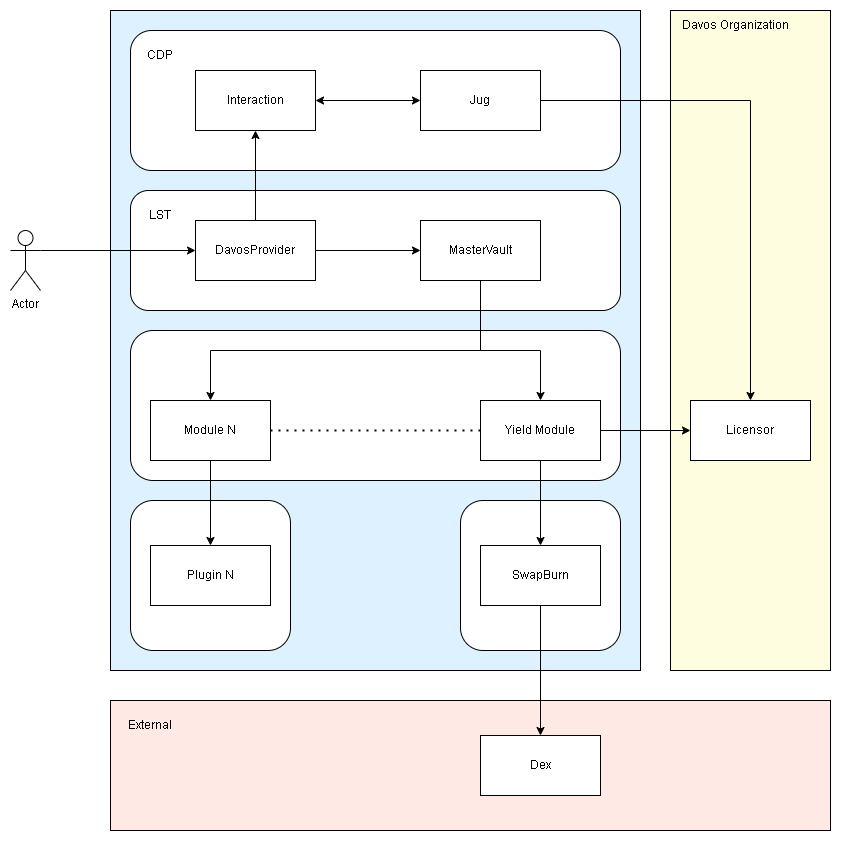 Davos Organization
CDP
Interaction
Jug
LST
DavosProvider
MasterVault
Actor
Module N
Yield Module
Licensor
Plugin N
SwapBurn
External
Dex